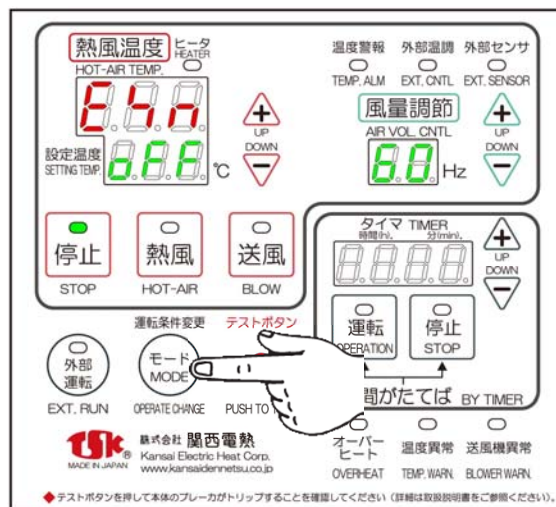 熱風温度 ヒータ HEATER
HOT-AIR TEMP.
ESn
設定温度 SETTING TEMP.
oFF ℃
UP
DOWN
温度警報 外部温調 外部センサ
TEMP. ALM EXT. CNTL EXT. SENSOR
風量調節
AIR VOL. CNTL
60 Hz
UP
DOWN
停止 熱風 送風
STOP HOT-AIR BLOW
タイマ TIMER
時間(h). 分(min).
8.8.8.8.
UP
DOWN
運転 停止
OPERATION STOP
間がたてば BY TIMER
運転条件変更 テストボタン
外部運転 モード MODE
EXT. RUN OPERATE CHANGE PUSH TO
TSK ® 株式会社 関西電熱
MADE IN JAPAN Kansai Electric Heat Corp.
www.kansaidennetsu.co.jp
オーバーヒート 温度異常 送風機異常
OVERHEAT TEMP. WARN. BLOWER WARN.
◆テストボタンを押して本体のブレーカがトリップすることを確認してください（詳細は取扱説明書をご参照ください）。